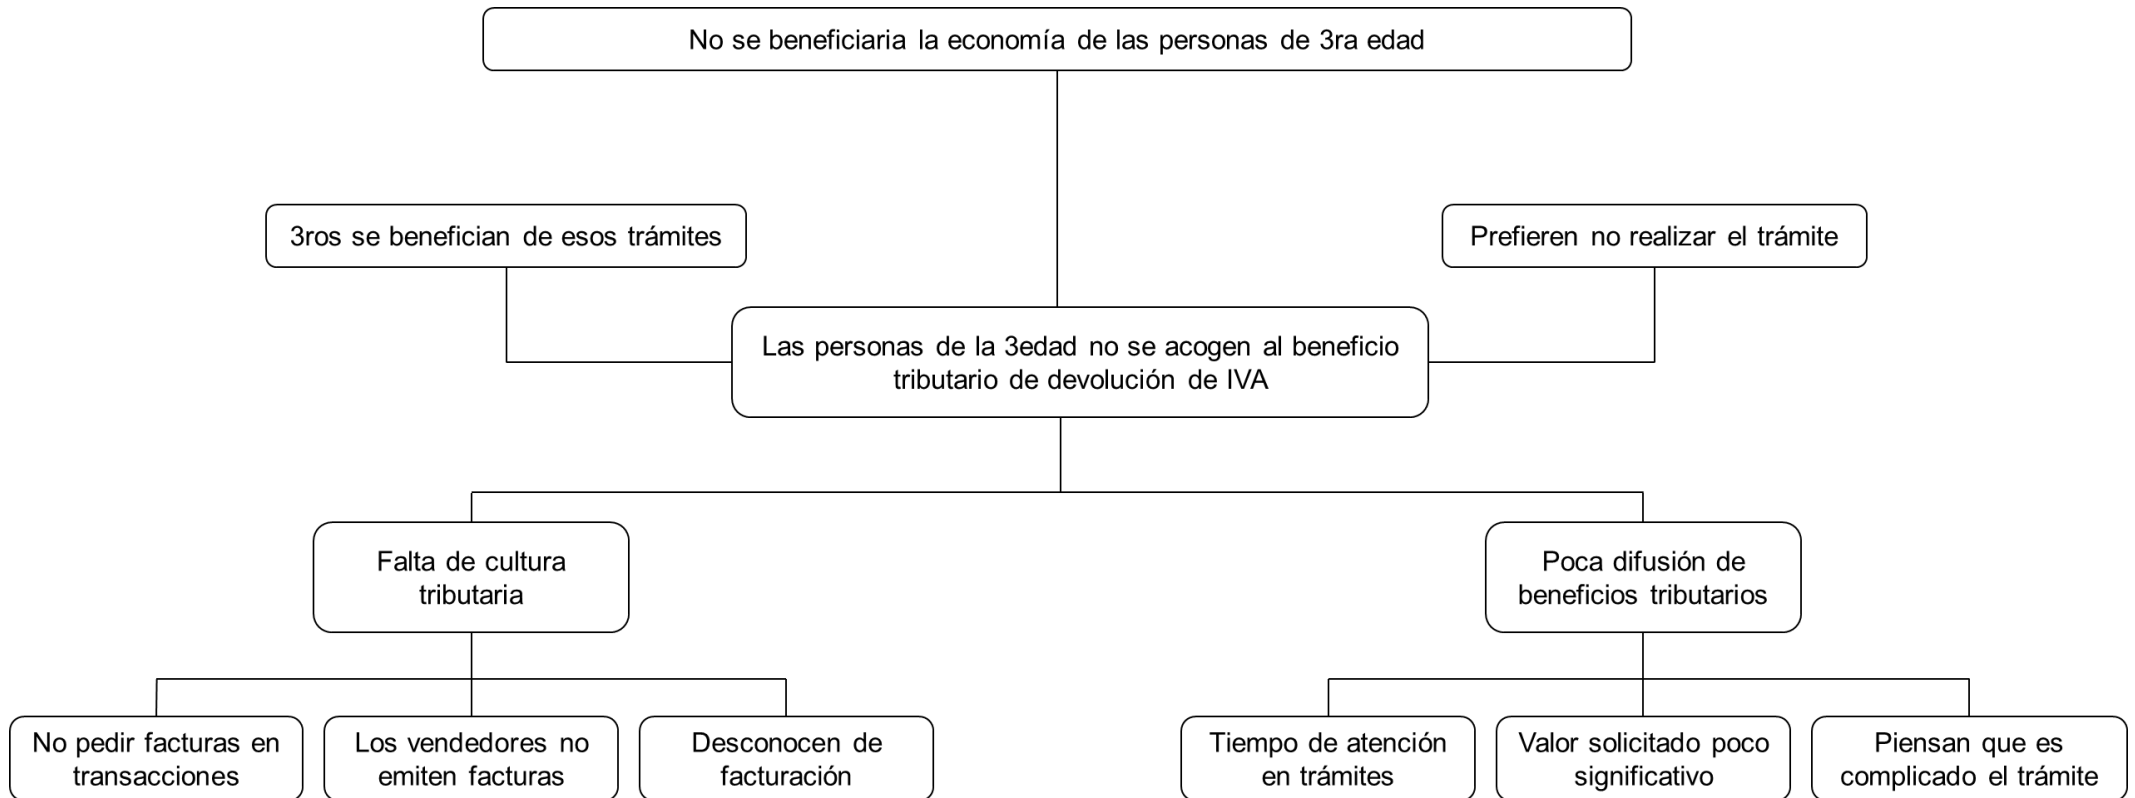 No se beneficiaria la economía de las personas de 3ra edad
3ros se benefician de esos trámites
Prefieren no realizar el trámite
Las personas de la 3edad no se acogen al beneficio
tributario de devolución de IVA
Falta de cultura
tributaria
Poca difusión de
beneficios tributarios
No pedir facturas en
transacciones
Los vendedores no
emiten facturas
Desconocen de
facturación
Tiempo de atención
en trámites
Valor solicitado poco
significativo
Piensan que es
complicado el trámite